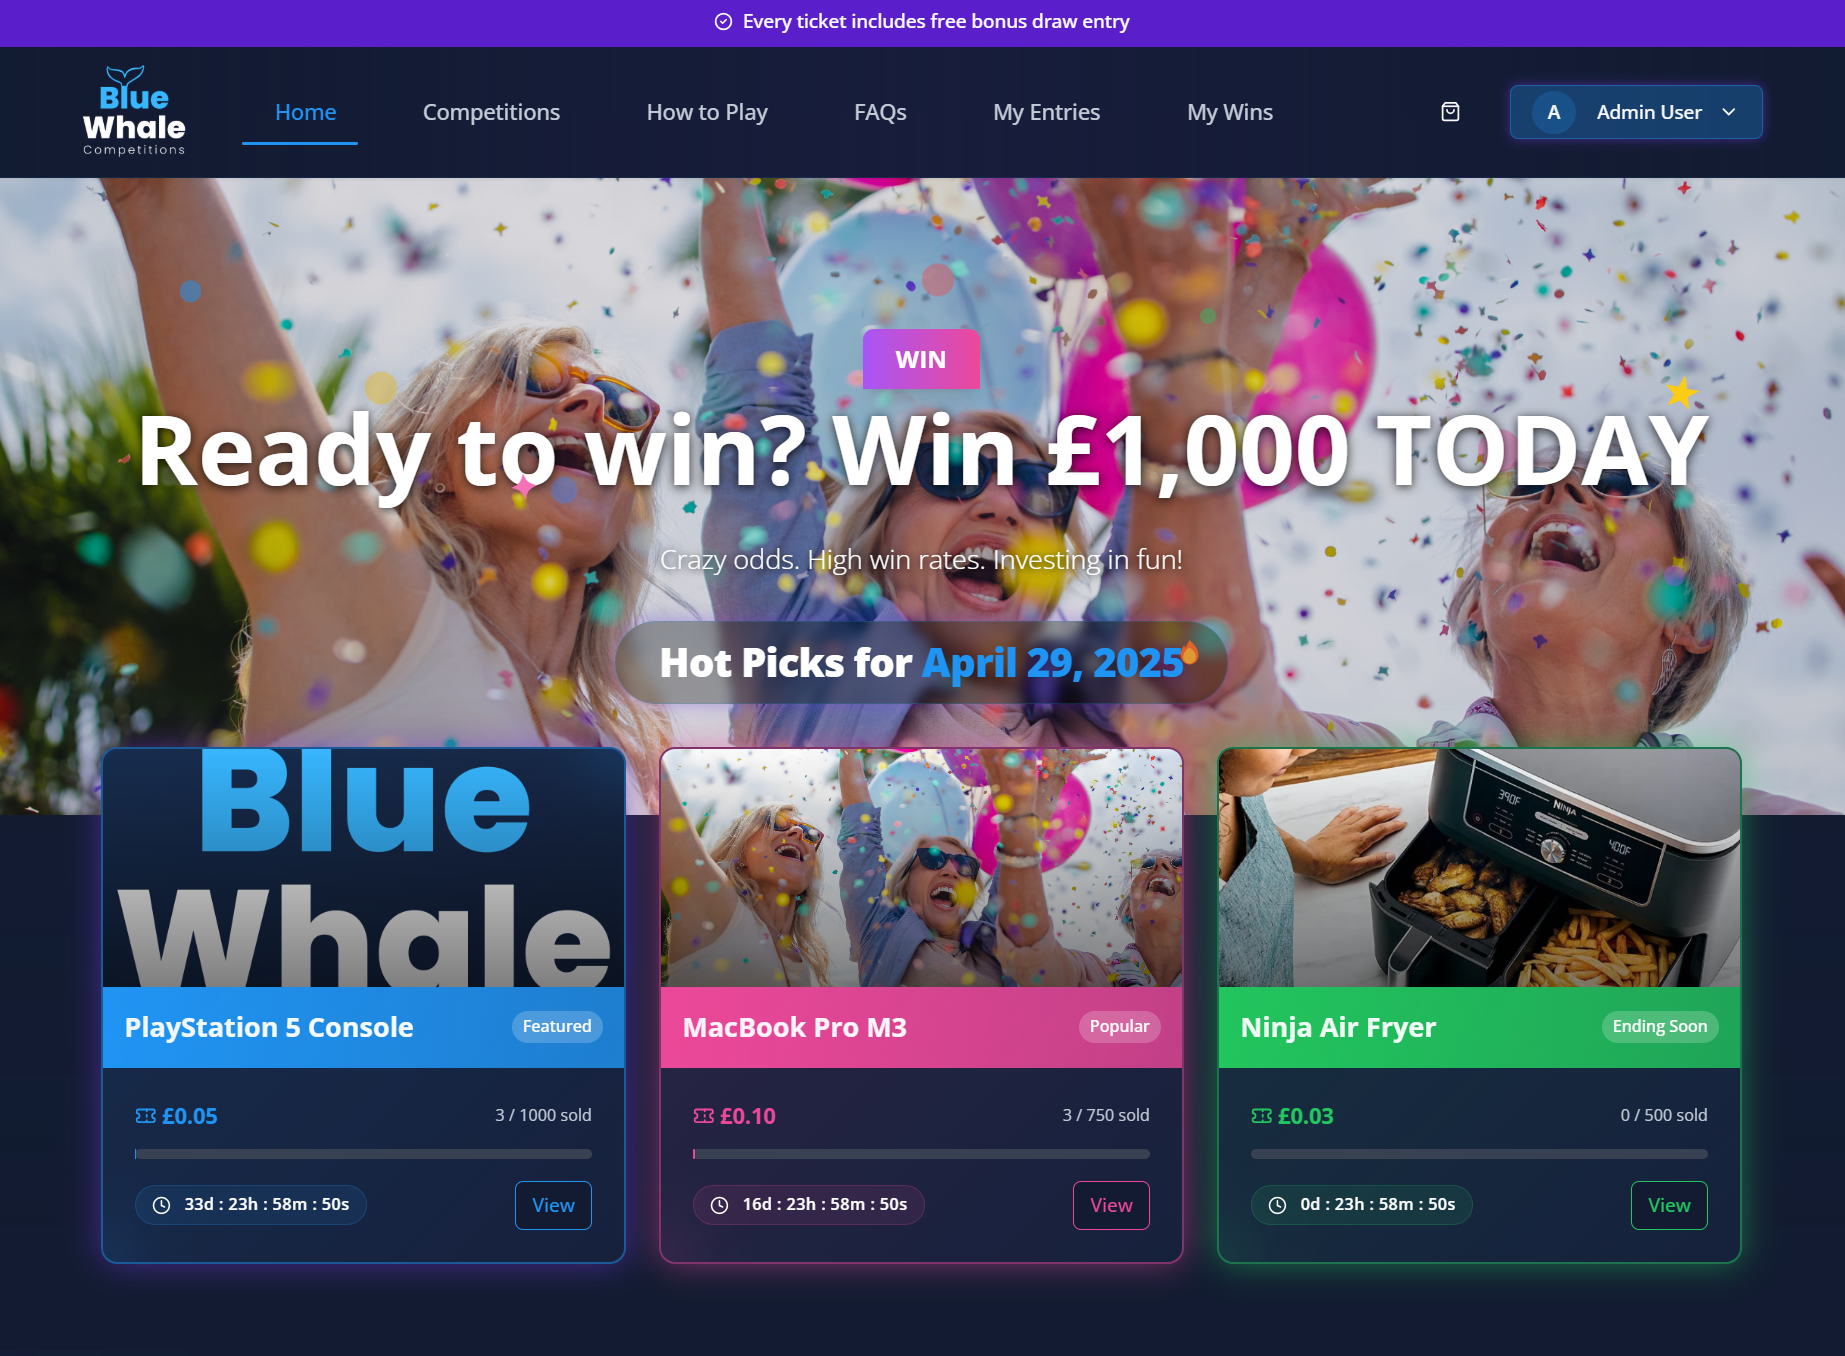 Every ticket includes free bonus draw entry
Blue
Whale
Competitions
Home
Competitions
How to Play
FAQs
My Entries
My Wins
A
Admin User
WIN
Ready to win? Win £1,000 TODAY
Crazy odds. High win rates. Investing in fun!
Hot Picks for April 29, 2025
Blue
Whale
PlayStation 5 Console
Featured
£0.05
3 / 1000 sold
33d : 23h : 58m : 50s
View
MacBook Pro M3
Popular
£0.10
3 / 750 sold
16d : 23h : 58m : 50s
View
390F
NINJA
400F
Ninja Air Fryer
Ending Soon
£0.03
0 / 500 sold
0d : 23h : 58m : 50s
View